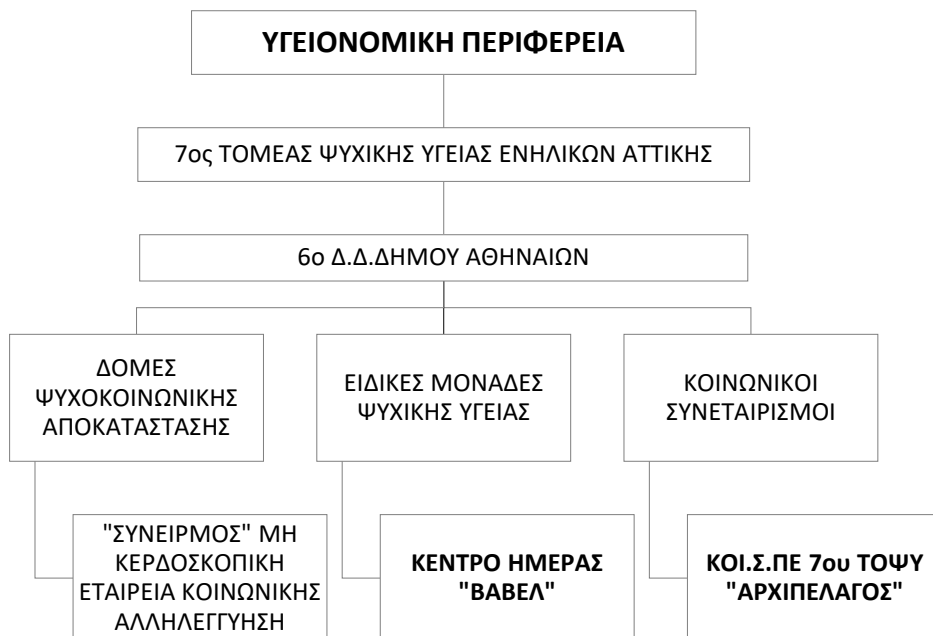 ΥΓΕΙΟΝΟΜΙΚΗ ΠΕΡΙΦΕΡΕΙΑ
7ος ΤΟΜΕΑΣ ΨΥΧΙΚΗΣ ΥΓΕΙΑΣ ΕΝΗΛΙΚΩΝ ΑΤΤΙΚΗΣ
6ο Δ.Δ.ΔΗΜΟΥ ΑΘΗΝΑΙΩΝ
ΔΟΜΕΣ
ΨΥΧΟΚΟΙΝΩΝΙΚΗΣ
ΑΠΟΚΑΤΑΣΤΑΣΗΣ
ΕΙΔΙΚΕΣ ΜΟΝΑΔΕΣ
ΨΥΧΙΚΗΣ ΥΓΕΙΑΣ
ΚΟΙΝΩΝΙΚΟΙ
ΣΥΝΕΤΑΙΡΙΣΜΟΙ
"ΣΥΝΕΙΡΜΟΣ" ΜΗ
ΚΕΡΔΟΣΚΟΠΙΚΗ
ΕΤΑΙΡΕΙΑ ΚΟΙΝΩΝΙΚΗΣ
ΑΛΛΗΛΕΓΓΥΗΣΗ
ΚΕΝΤΡΟ ΗΜΕΡΑΣ
"ΒΑΒΕΛ"
ΚΟΙ.Σ.ΠΕ 7ου ΤΟΨΥ
"ΑΡΧΙΠΕΛΑΓΟΣ"